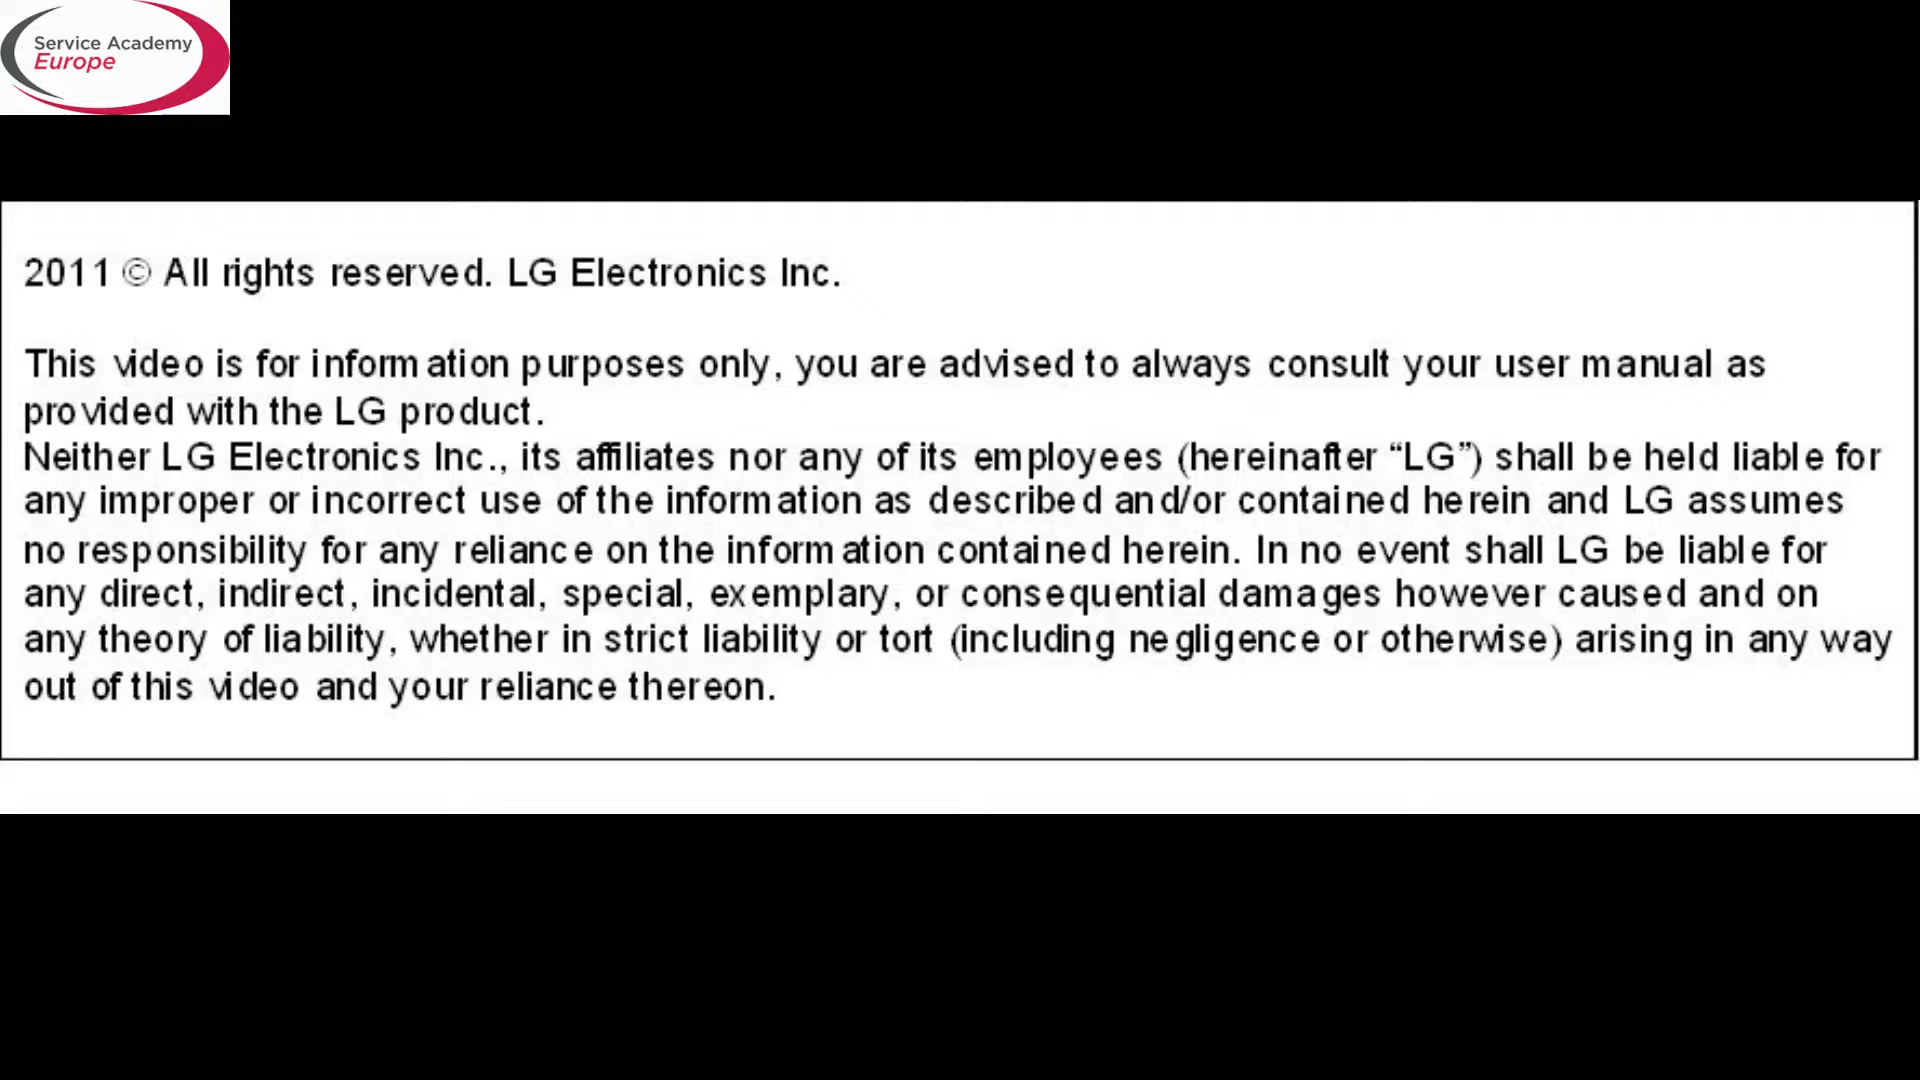 Service Academy
Europe
2011 © All rights reserved. LG Electronics Inc.
This video is for information purposes only, you are advised to always consult your user manual as
provided with the LG product.
Neither LG Electronics Inc., its affiliates nor any of its employees (hereinafter “LG”) shall be held liable for
any improper or incorrect use of the information as described and/or contained herein and LG assumes
no responsibility for any reliance on the information contained herein. In no event shall LG be liable for
any direct, indirect, incidental, special, exemplary, or consequential damages however caused and on
any theory of liability, whether in strict liability or tort (including negligence or otherwise) arising in any way
out of this video and your reliance thereon.